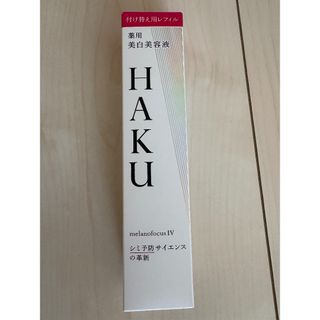 付け替え用レフィル
薬用
美白美容液
HAKU
melanofocus IV
シミ予防サイエンス
の革新